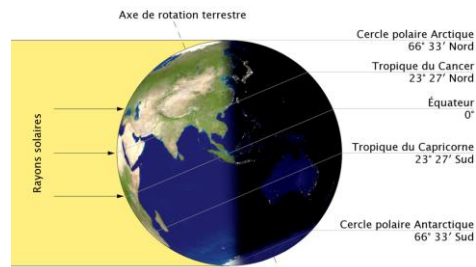 Axe de rotation terrestre
Cercle polaire Arctique
66° 33′ Nord
Tropique du Cancer
23° 27′ Nord
Équateur
0°
Rayons solaires
Tropique du Capricorne
23° 27′ Sud
Cercle polaire Antarctique
66° 33′ Sud